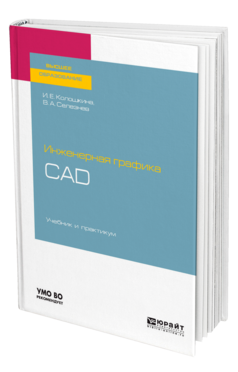 ВЫСШЕЕ
ОБРАЗОВАНИЕ
И. Е. Колошкина,
В. А. Селезнев
Инженерная графика
CAD
Учебник и практикум
УМО ВО
РЕКОМЕНДУЕТ
юрайт